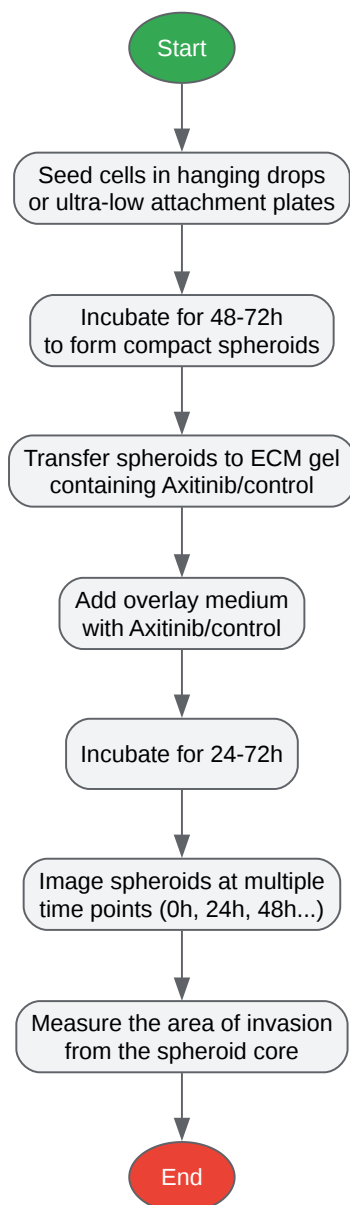 Start
Seed cells in hanging drops
or ultra-low attachment plates
Incubate for 48-72h
to form compact spheroids
Transfer spheroids to ECM gel
containing Axitinib/control
Add overlay medium
with Axitinib/control
Incubate for 24-72h
Image spheroids at multiple
time points (0h, 24h, 48h...)
Measure the area of invasion
from the spheroid core
End